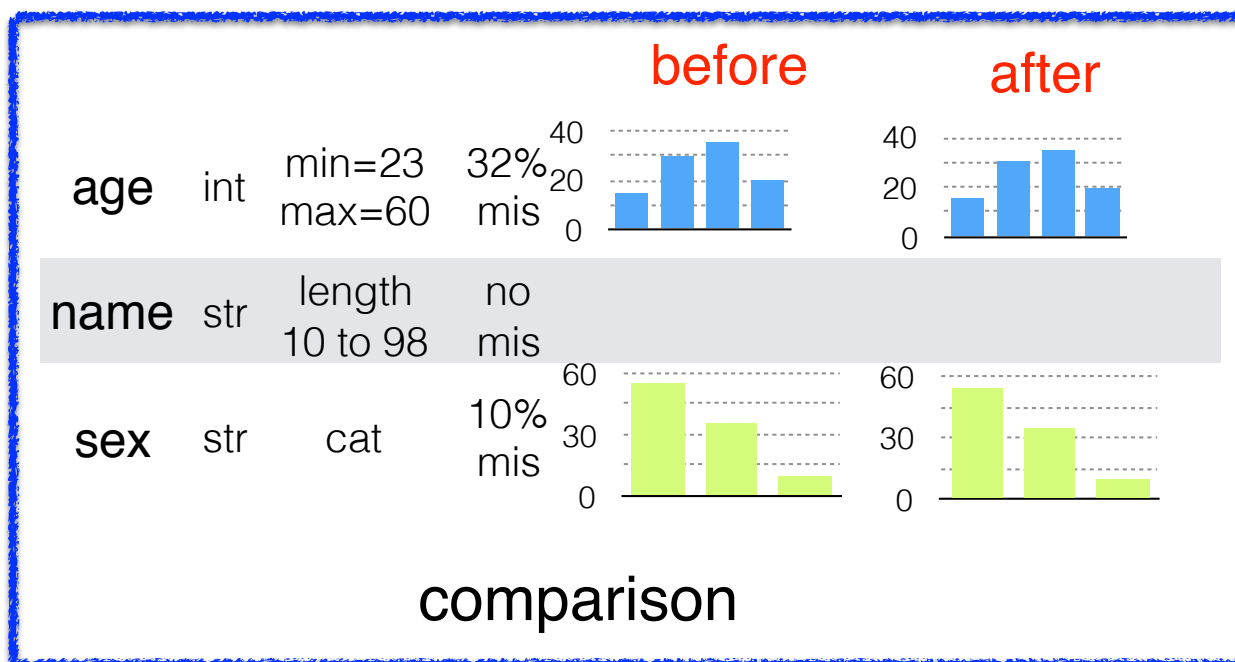 before
after
age
int
min=23
max=60
32%
mis
40
20
0
40
20
0
name
str
length
10 to 98
no
mis
sex
str
cat
10%
mis
60
30
0
60
30
0
comparison